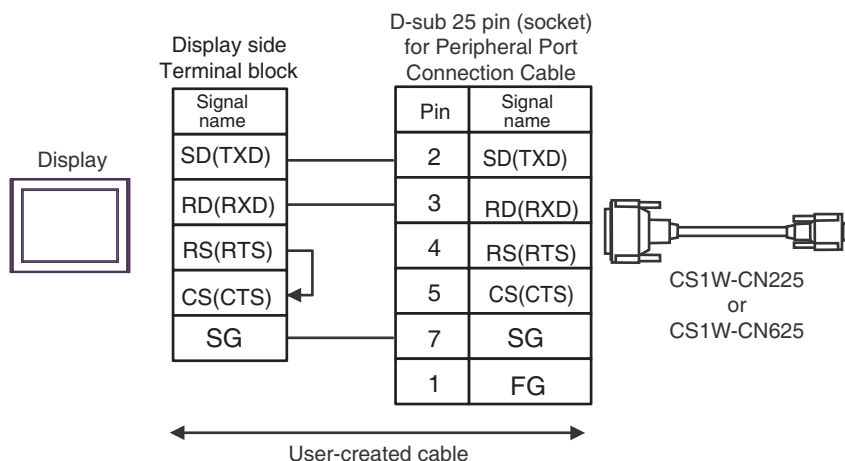 D-sub 25 pin (socket)
for Peripheral Port
Connection Cable
Display side
Terminal block
Signal
name
Pin
Signal
name
Display
SD(TXD)
2
SD(TXD)
RD(RXD)
3
RD(RXD)
RS(RTS)
4
RS(RTS)
CS(CTS)
5
CS(CTS)
SG
7
SG
1
FG
CS1W-CN225
or
CS1W-CN625
User-created cable